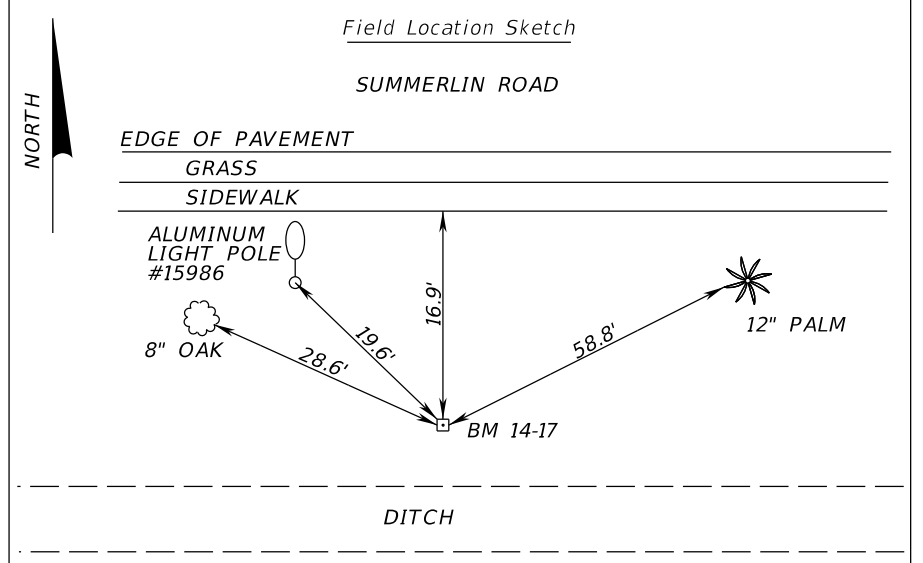 Field Location Sketch
SUMMERLIN ROAD
NORTH
EDGE OF PAVEMENT
GRASS
SIDEWALK
ALUMINUM
LIGHT POLE
#15986
8" OAK
28.6'
19.6'
16.9'
58.8'
12" PALM
BM 14-17
DITCH